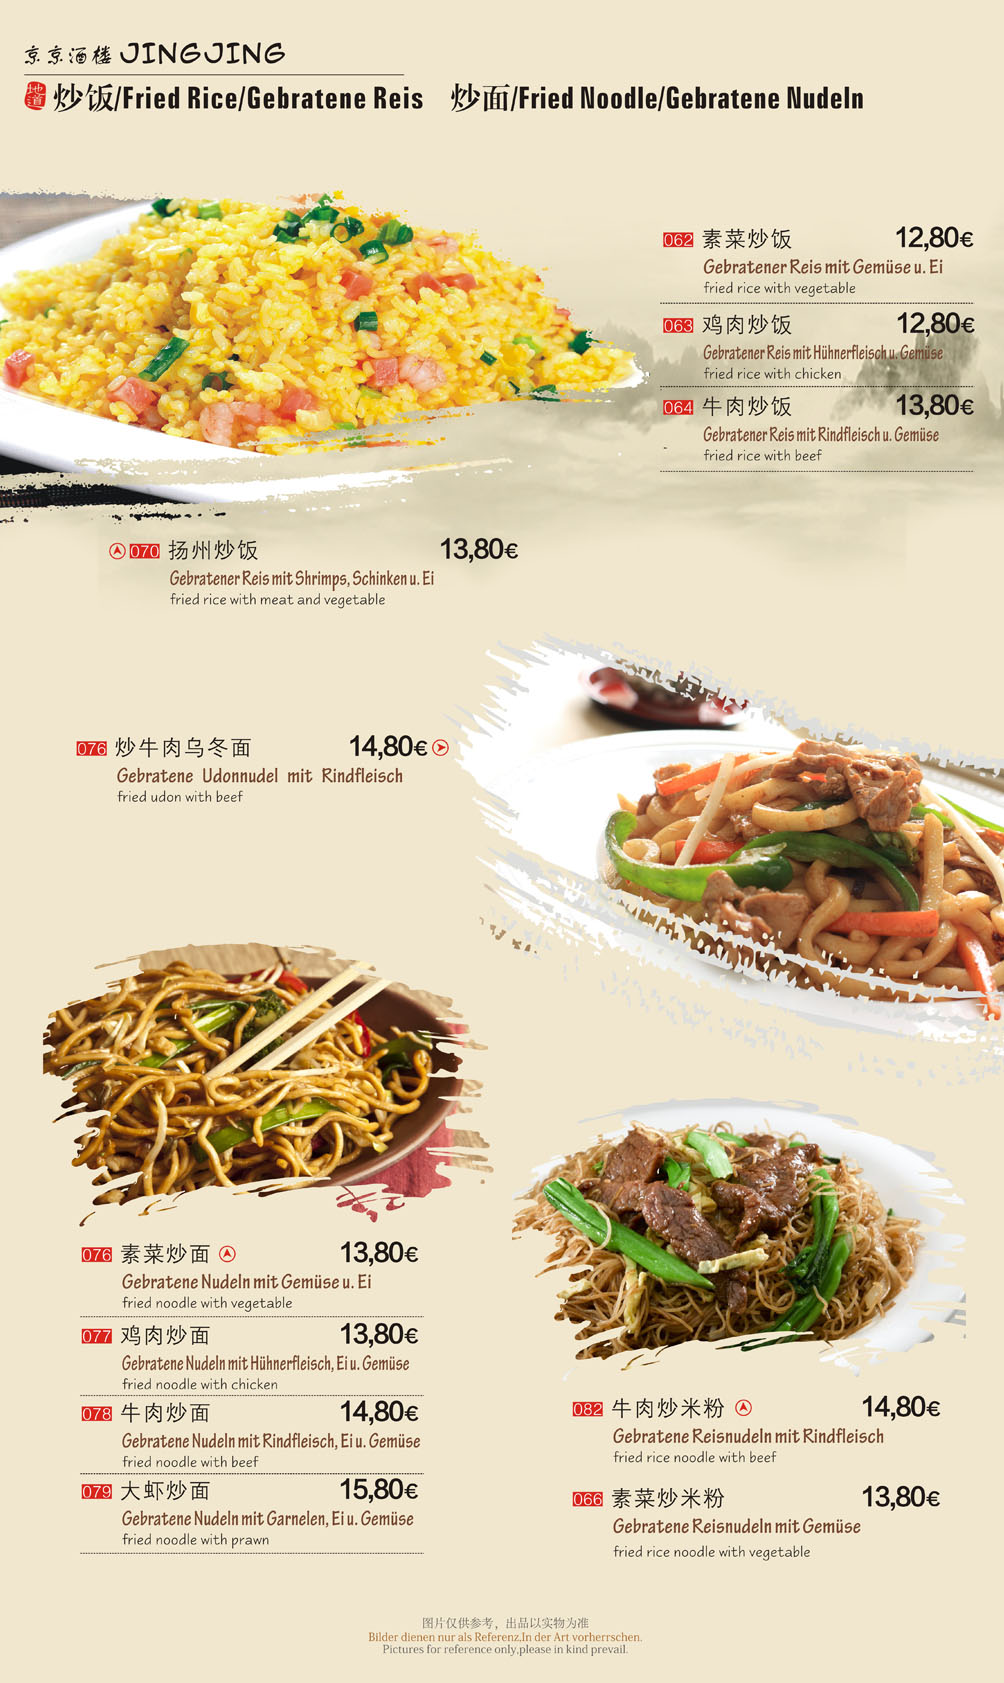 京京酒楼 JINGJING
地道 炒饭/Fried Rice/Gebratene Reis 炒面/Fried Noodle/Gebratene Nudeln
062 素菜炒饭 12,80€
Gebratener Reis mit Gemüse u. Ei
fried rice with vegetable
063 鸡肉炒饭 12,80€
Gebratener Reis mit Hühnerfleisch u. Gemüse
fried rice with chicken
064 牛肉炒饭 13,80€
Gebratener Reis mit Rindfleisch u. Gemüse
fried rice with beef
070 扬州炒饭 13,80€
Gebratener Reis mit Shrimps, Schinken u. Ei
fried rice with meat and vegetable
076 炒牛肉乌冬面 14,80€
Gebratene Udonnudel mit Rindfleisch
fried udon with beef
076 素菜炒面 13,80€
Gebratene Nudeln mit Gemüse u. Ei
fried noodle with vegetable
077 鸡肉炒面 13,80€
Gebratene Nudeln mit Hühnerfleisch, Ei u. Gemüse
fried noodle with chicken
078 牛肉炒面 14,80€
Gebratene Nudeln mit Rindfleisch, Ei u. Gemüse
fried noodle with beef
079 大虾炒面 15,80€
Gebratene Nudeln mit Garnelen, Ei u. Gemüse
fried noodle with prawn
082 牛肉炒米粉 14,80€
Gebratene Reisnudeln mit Rindfleisch
fried rice noodle with beef
066 素菜炒米粉 13,80€
Gebratene Reisnudeln mit Gemüse
fried rice noodle with vegetable
图片仅供参考，出品以实物为准
Bilder dienen nur als Referenz,In der Art vorherrschen.
Pictures for reference only,please in kind prevail.